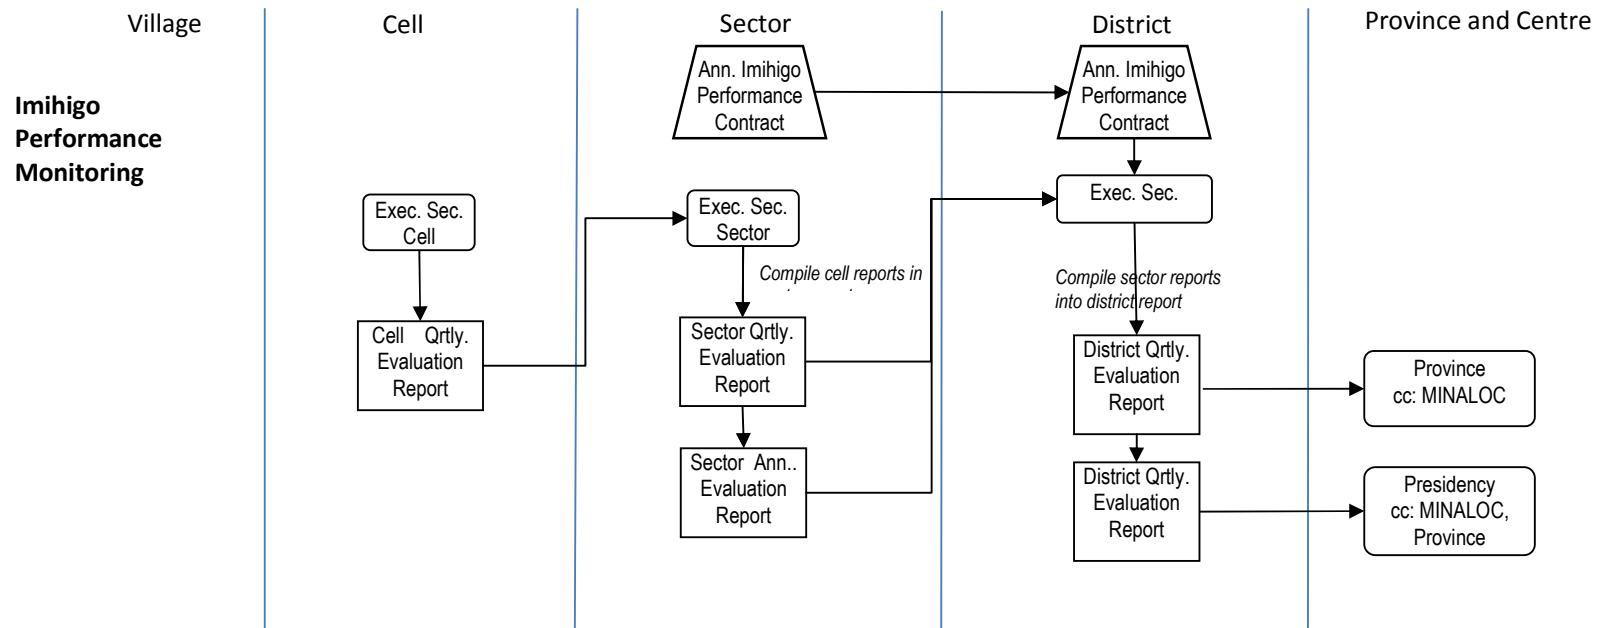 Village
Cell
Sector
District
Province and Centre
Imihigo
Performance
Monitoring
Ann. Imihigo
Performance
Contract
Ann. Imihigo
Performance
Contract
Exec. Sec.
Cell
Exec. Sec.
Sector
Exec. Sec.
Compile cell reports in
Compile sector reports
into district report
Cell Qrtly.
Evaluation
Report
Sector Qrtly.
Evaluation
Report
District Qrtly.
Evaluation
Report
Province
cc: MINALOC
Sector Ann..
Evaluation
Report
District Qrtly.
Evaluation
Report
Presidency
cc: MINALOC,
Province